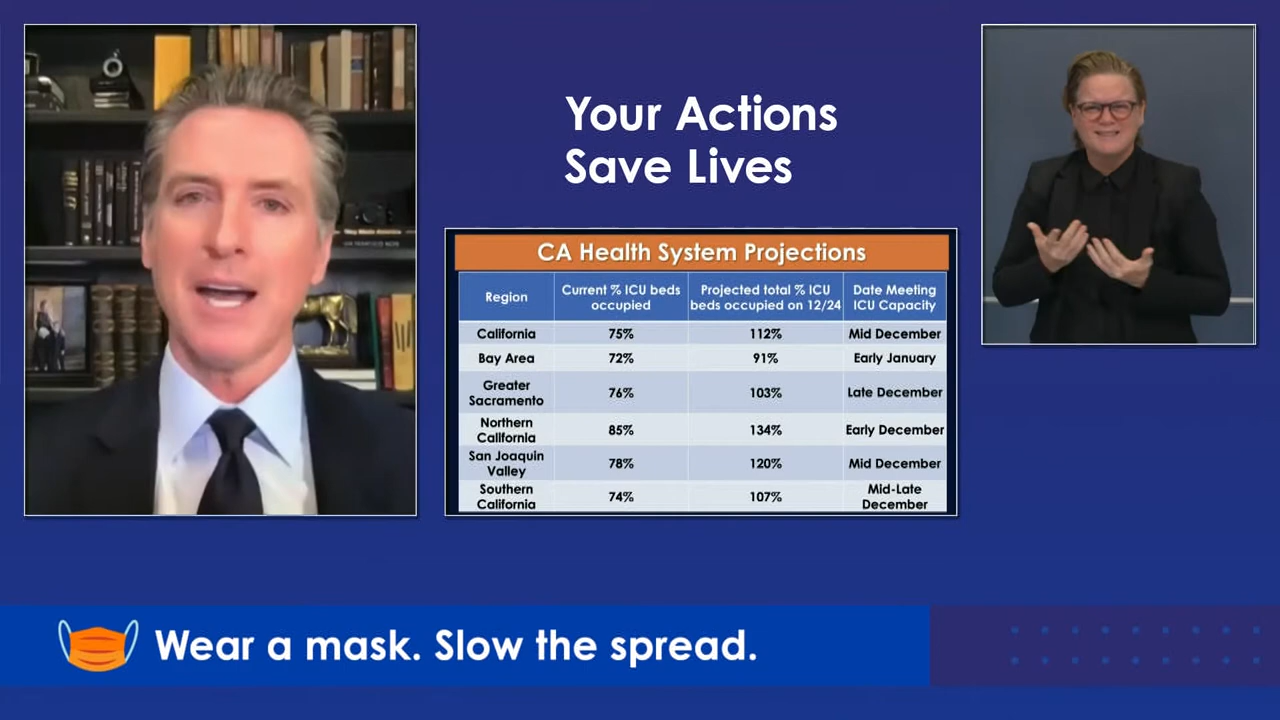 Your Actions
Save Lives
CA Health System Projections
Region
Current % ICU beds
occupied
Projected total % ICU
beds occupied on 12/24
Date Meeting
ICU Capacity
California 75% 112% Mid December
Bay Area 72% 91% Early January
Greater
Sacramento 76% 103% Late December
Northern
California 85% 134% Early December
San Joaquin
Valley 78% 120% Mid December
Southern
California 74% 107% Mid-Late
December
Wear a mask. Slow the spread.